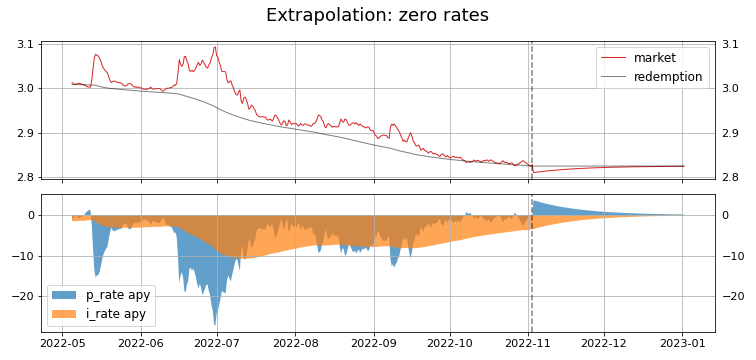 Extrapolation: zero rates
3.1 3.1
market
redemption
3.0 3.0
2.9 2.9
2.8 2.8
0 0
−10 −10
−20 −20
p_rate apy
i_rate apy
2022-05 2022-06 2022-07 2022-08 2022-09 2022-10 2022-11 2022-12 2023-01